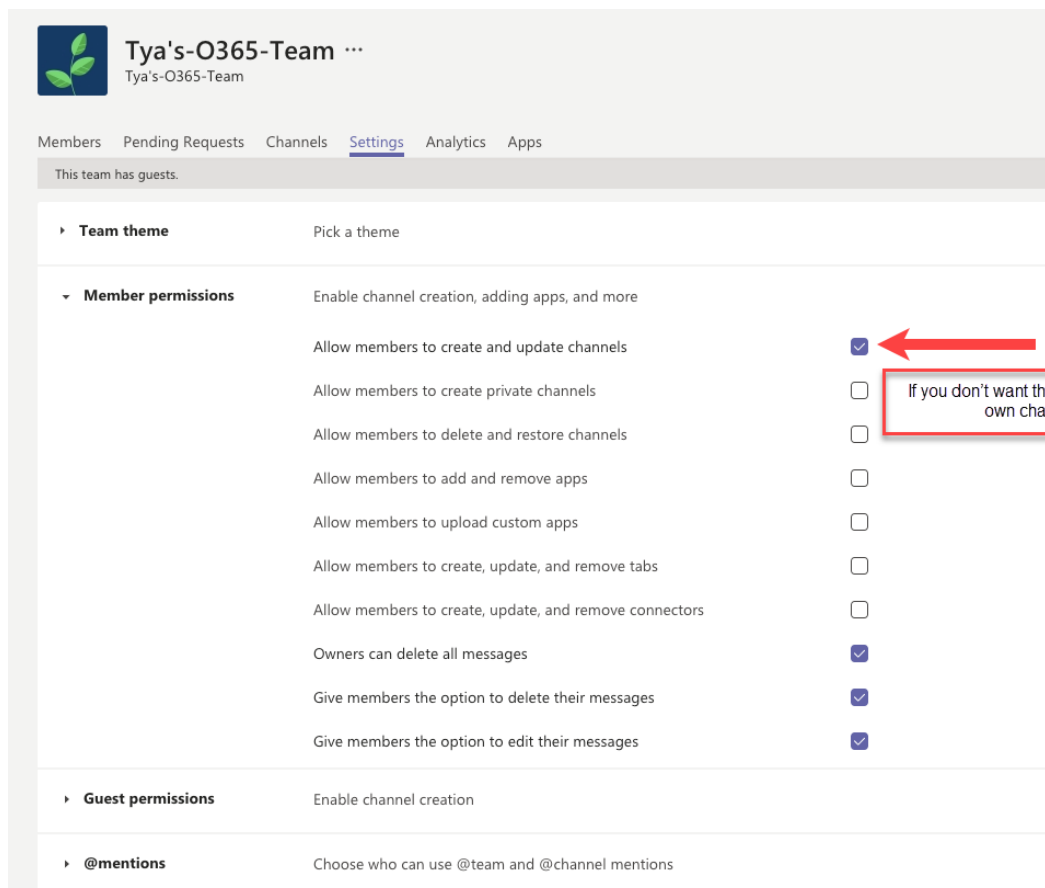 Tya's-O365-Team ···
Tya's-O365-Team
Members Pending Requests Channels Settings Analytics Apps
This team has guests.
Team theme Pick a theme
Member permissions Enable channel creation, adding apps, and more
Allow members to create and update channels
Allow members to create private channels
If you don't want
own
Allow members to delete and restore channels
Allow members to add and remove apps
Allow members to upload custom apps
Allow members to create, update, and remove tabs
Allow members to create, update, and remove connectors
Owners can delete all messages
Give members the option to delete their messages
Give members the option to edit their messages
Guest permissions Enable channel creation
@mentions Choose who can use @team and @channel mentions